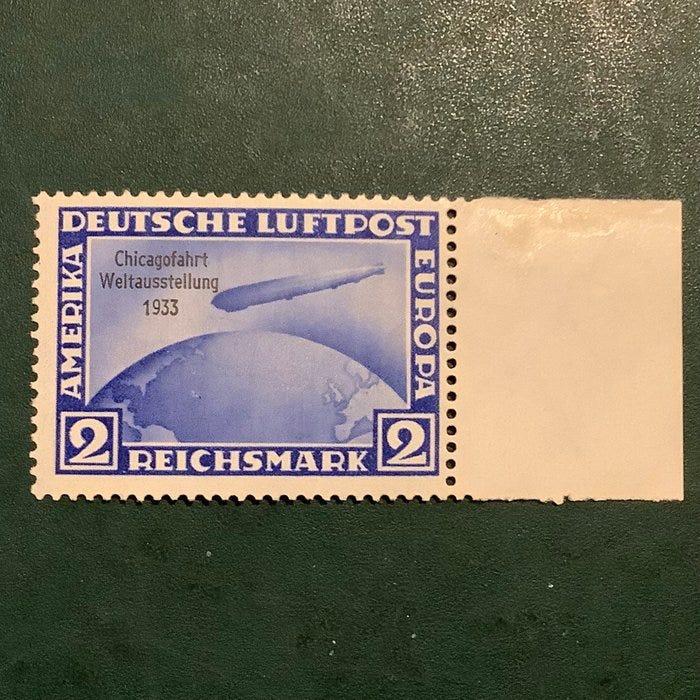 DEUTSCHE LUFTPOST
AMERIKA
EUROPA
Chicagofahrt
Weltausstellung
1933
2 REICHSMARK 2